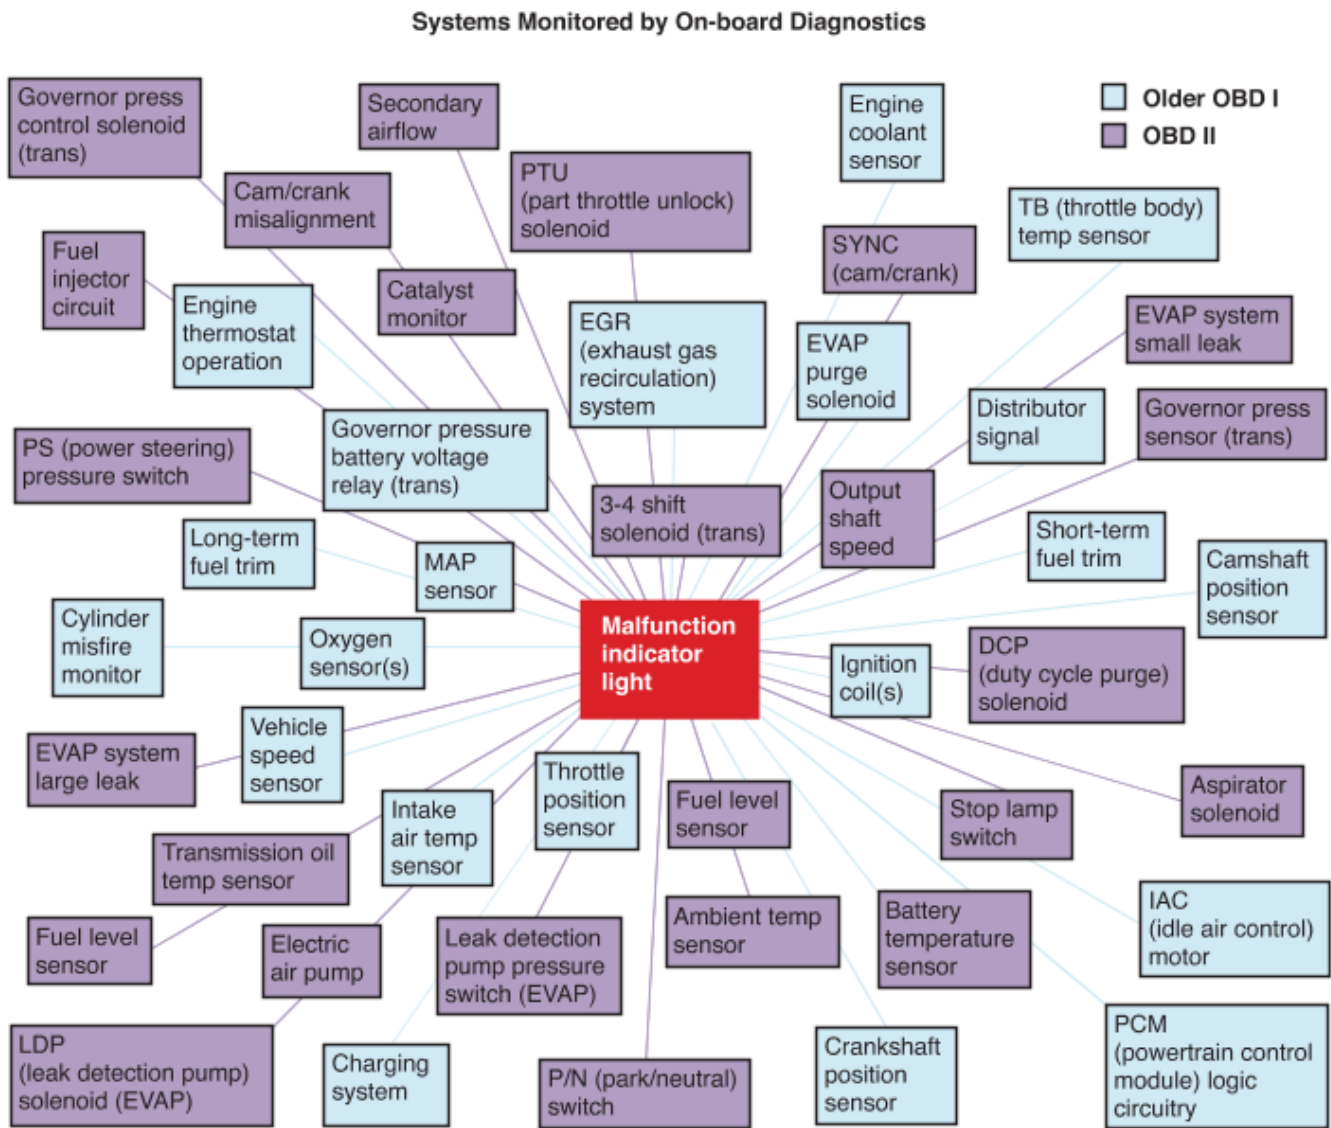 Systems Monitored by On-board Diagnostics
Older OBD I
OBD II
Governor press
control solenoid
(trans)
Secondary
airflow
Engine
coolant
sensor
PTU
(part throttle unlock)
solenoid
Cam/crank
misalignment
TB (throttle body)
temp sensor
SYNC
(cam/crank)
Fuel
injector
circuit
Catalyst
monitor
Engine
thermostat
operation
EGR
(exhaust gas
recirculation)
system
EVAP
purge
solenoid
EVAP system
small leak
Distributor
signal
Governor press
sensor (trans)
Governor pressure
battery voltage
relay (trans)
PS (power steering)
pressure switch
3-4 shift
solenoid (trans)
Output
shaft
speed
Long-term
fuel trim
MAP
sensor
Short-term
fuel trim
Camshaft
position
sensor
Cylinder
misfire
monitor
Oxygen
sensor(s)
Malfunction
indicator
light
Ignition
coil(s)
DCP
(duty cycle purge)
solenoid
Vehicle
speed
sensor
EVAP system
large leak
Throttle
position
sensor
Fuel level
sensor
Stop lamp
switch
Aspirator
solenoid
Intake
air temp
sensor
Transmission oil
temp sensor
Fuel level
sensor
Electric
air pump
Leak detection
pump pressure
switch (EVAP)
Ambient temp
sensor
Battery
temperature
sensor
IAC
(idle air control)
motor
LDP
(leak detection pump)
solenoid (EVAP)
Charging
system
P/N (park/neutral)
switch
Crankshaft
position
sensor
PCM
(powertrain control
module) logic
circuitry